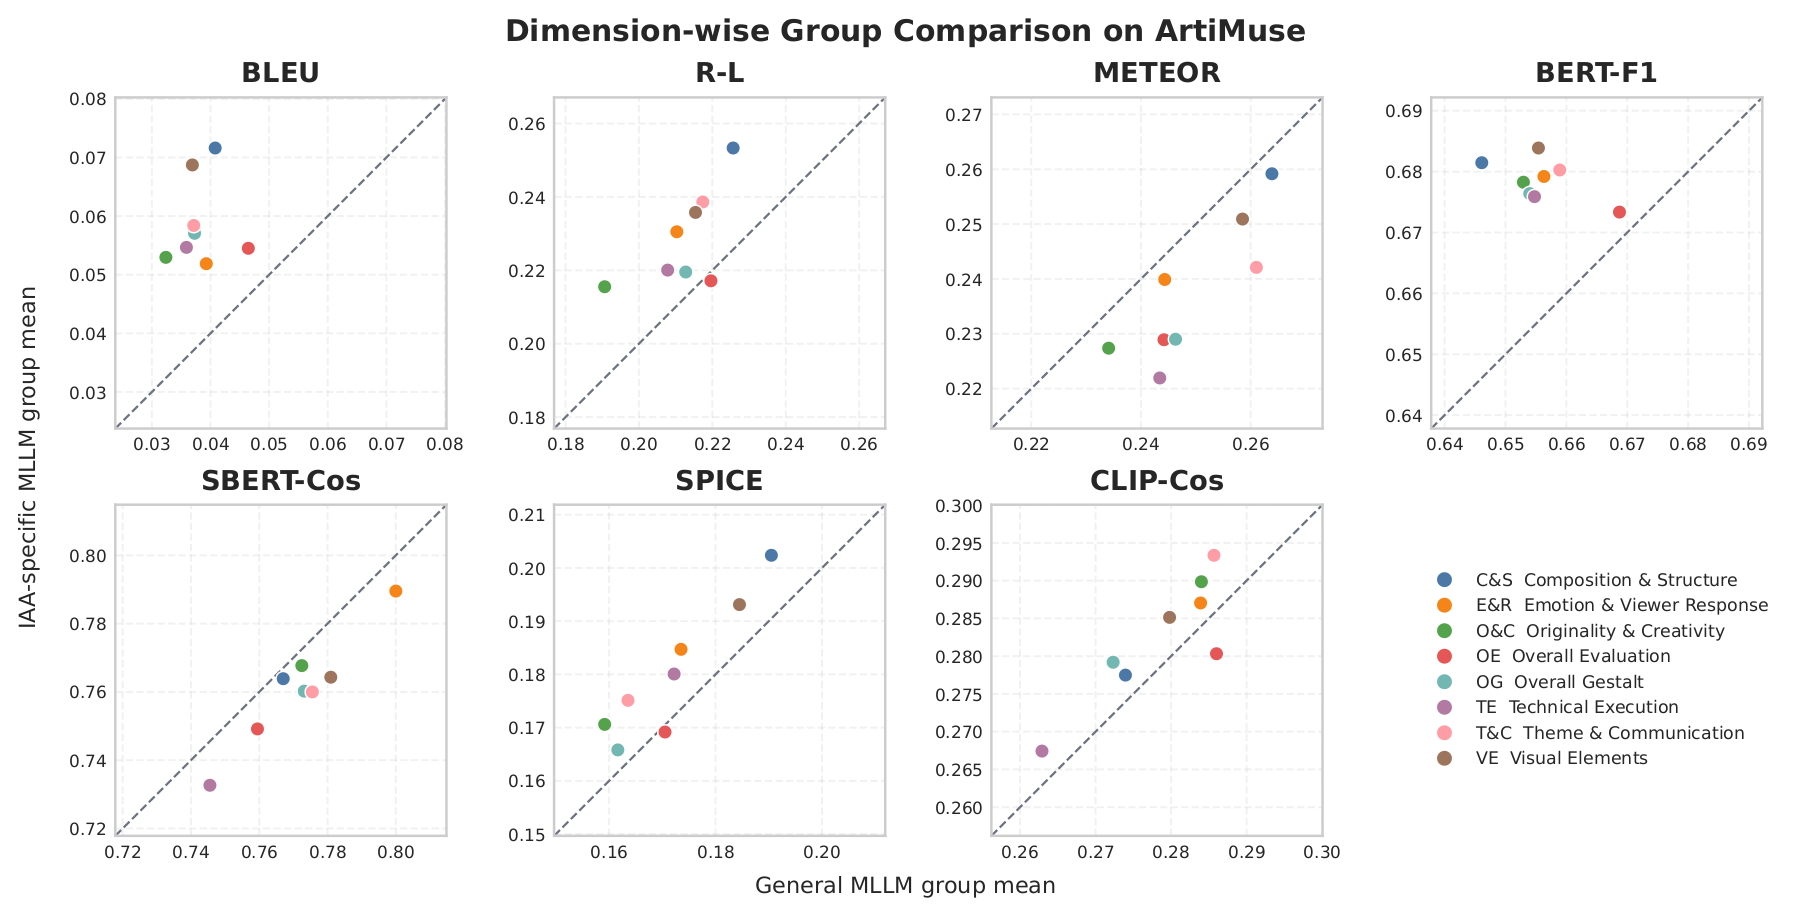 Dimension-wise Group Comparison on ArtiMuse
BLEU
R-L
METEOR
BERT-F1
0.08
0.07
0.06
0.05
0.04
0.03
0.03 0.04 0.05 0.06 0.07 0.08
0.26
0.24
0.22
0.20
0.18
0.18 0.20 0.22 0.24 0.26
0.27
0.26
0.25
0.24
0.23
0.22
0.22 0.24 0.26
0.69
0.68
0.67
0.66
0.65
0.64
0.64 0.65 0.66 0.67 0.68 0.69
IAA-specific MLLM group mean
SBERT-Cos
SPICE
CLIP-Cos
0.80
0.78
0.76
0.74
0.72
0.72 0.74 0.76 0.78 0.80
0.21
0.20
0.19
0.18
0.17
0.16
0.15
0.16 0.18 0.20
0.300
0.295
0.290
0.285
0.280
0.275
0.270
0.265
0.260
0.26 0.27 0.28 0.29 0.30
C&S Composition & Structure
E&R Emotion & Viewer Response
O&C Originality & Creativity
OE Overall Evaluation
OG Overall Gestalt
TE Technical Execution
T&C Theme & Communication
VE Visual Elements
General MLLM group mean